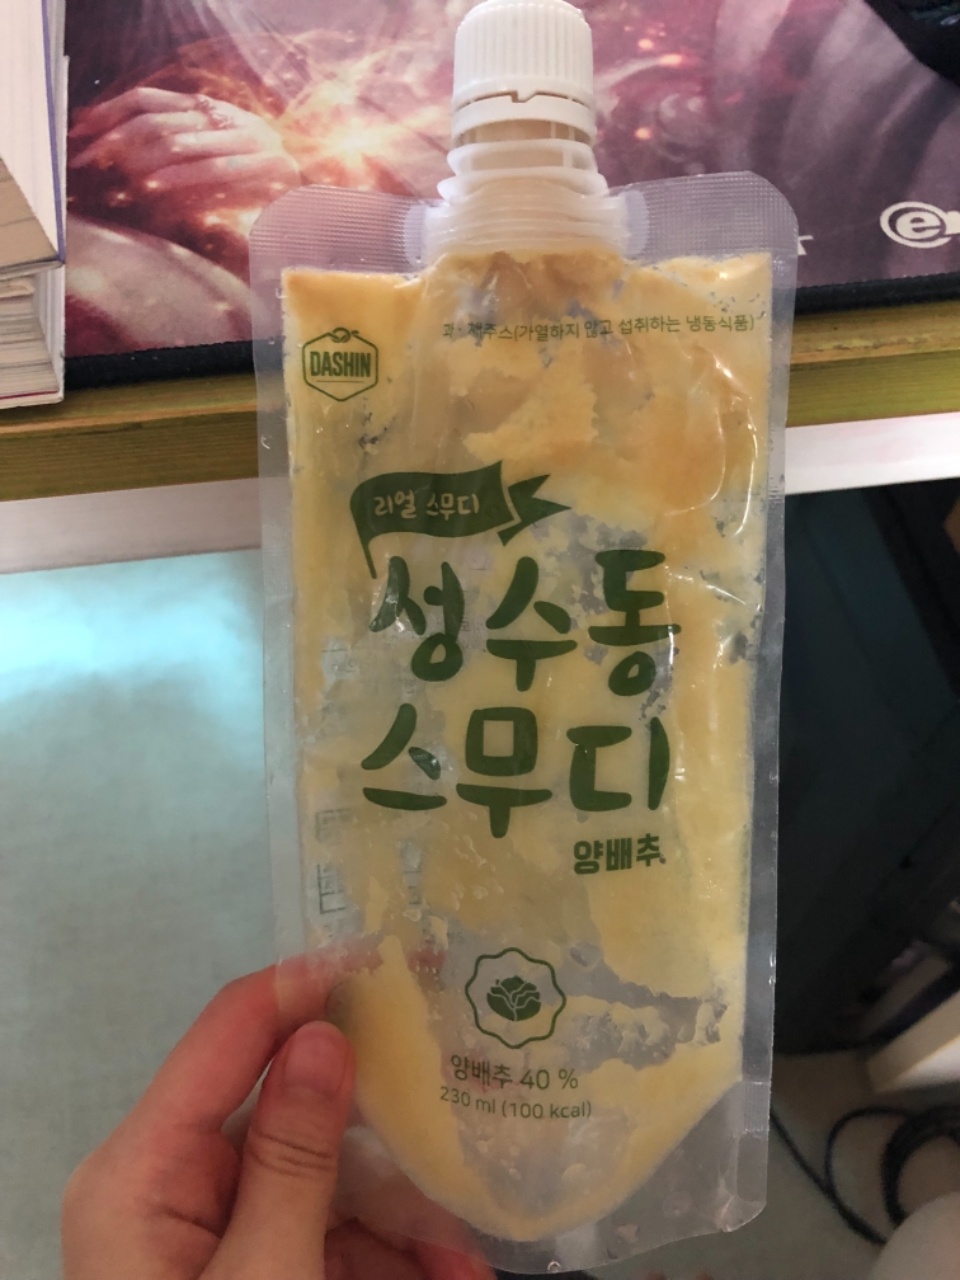 과·채주스(가열하지 않고 섭취하는 냉동식품)
DASHIN
리얼 스무디
성수동
스무디
양배추
양배추 40 %
230 ml (100 kcal)